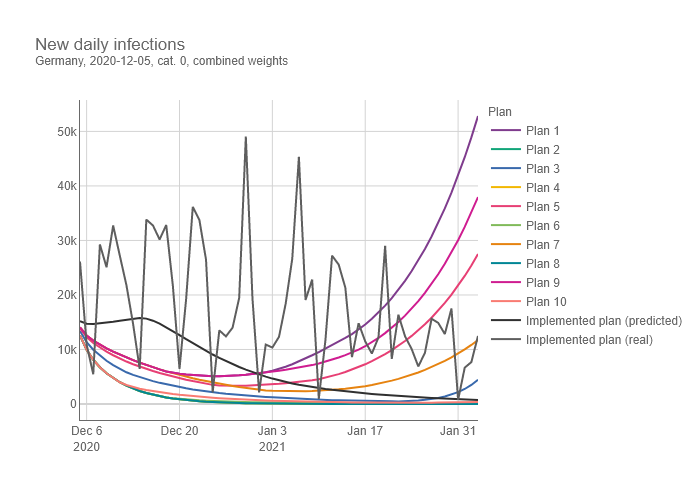 New daily infections
Germany, 2020-12-05, cat. 0, combined weights
Plan
Plan 1
Plan 2
Plan 3
Plan 4
Plan 5
Plan 6
Plan 7
Plan 8
Plan 9
Plan 10
Implemented plan (predicted)
Implemented plan (real)
50k
40k
30k
20k
10k
0
Dec 6 Dec 20 Jan 3 Jan 17 Jan 31
2020 2021